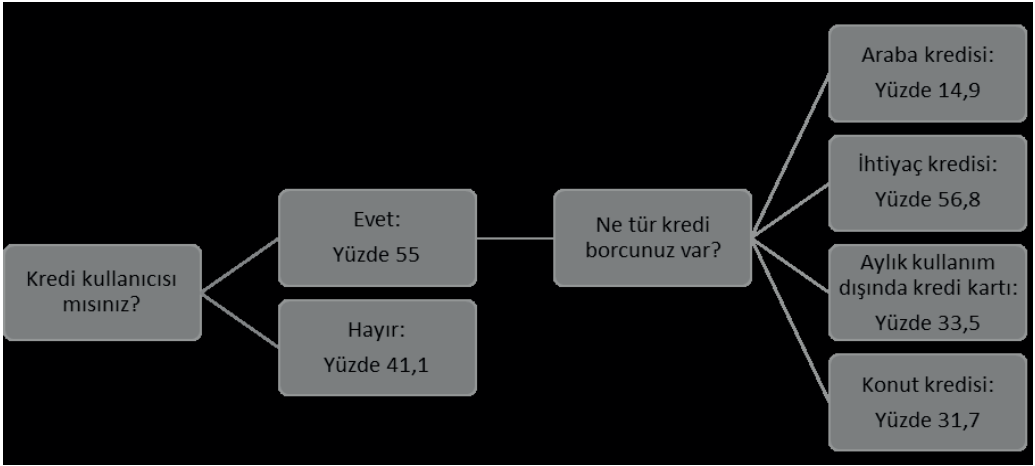 Kredi kullanıcısı
mısınız?
Evet:
Yüzde 55
Hayır:
Yüzde 41,1
Ne tür kredi
borcunuz var?
Araba kredisi:
Yüzde 14,9
İhtiyaç kredisi:
Yüzde 56,8
Aylık kullanım
dışında kredi kartı:
Yüzde 33,5
Konut kredisi:
Yüzde 31,7